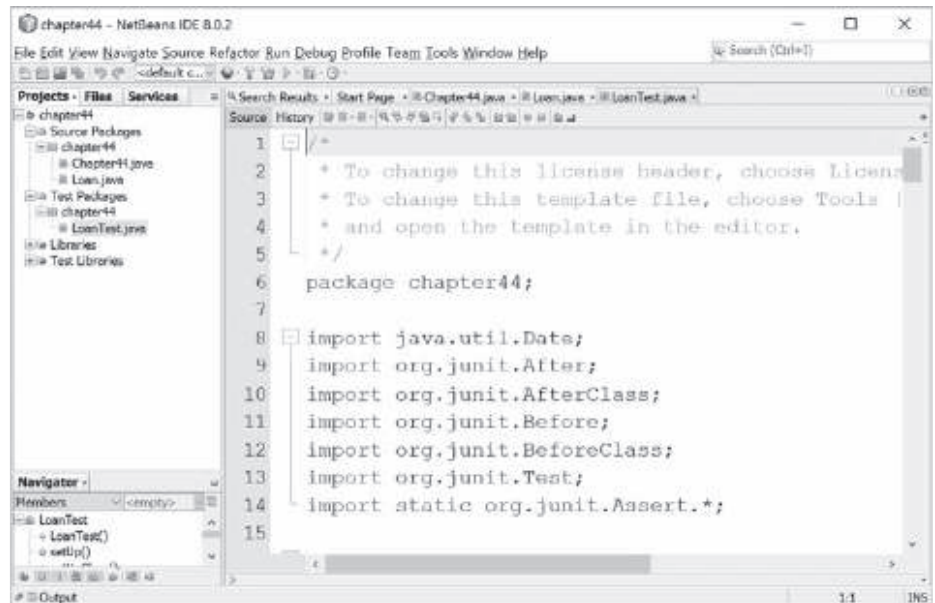 chapter44 - NetBeans IDE 8.0.2
File Edit View Navigate Source Refactor Run Debug Profile Team Tools Window Help
Search (Ctrl+I)
<default c...
Projects Files Services
Search Results Start Page Chapter44.java Loan.java LoanTest.java
chapter44
Source Packages
chapter44
Chapter44.java
Loan.java
Test Packages
chapter44
LoanTest.java
Libraries
Test Libraries
Source History
1 /*
2 * To change this license header, choose Licens
3 * To change this template file, choose Tools |
4 * and open the template in the editor.
5 */
6 package chapter44;
7
8 import java.util.Date;
9 import org.junit.After;
10 import org.junit.AfterClass;
11 import org.junit.Before;
12 import org.junit.BeforeClass;
13 import org.junit.Test;
14 import static org.junit.Assert.*;
15
Navigator
Members <empty>
LoanTest
LoanTest()
setUp()
Output
1:1 INS